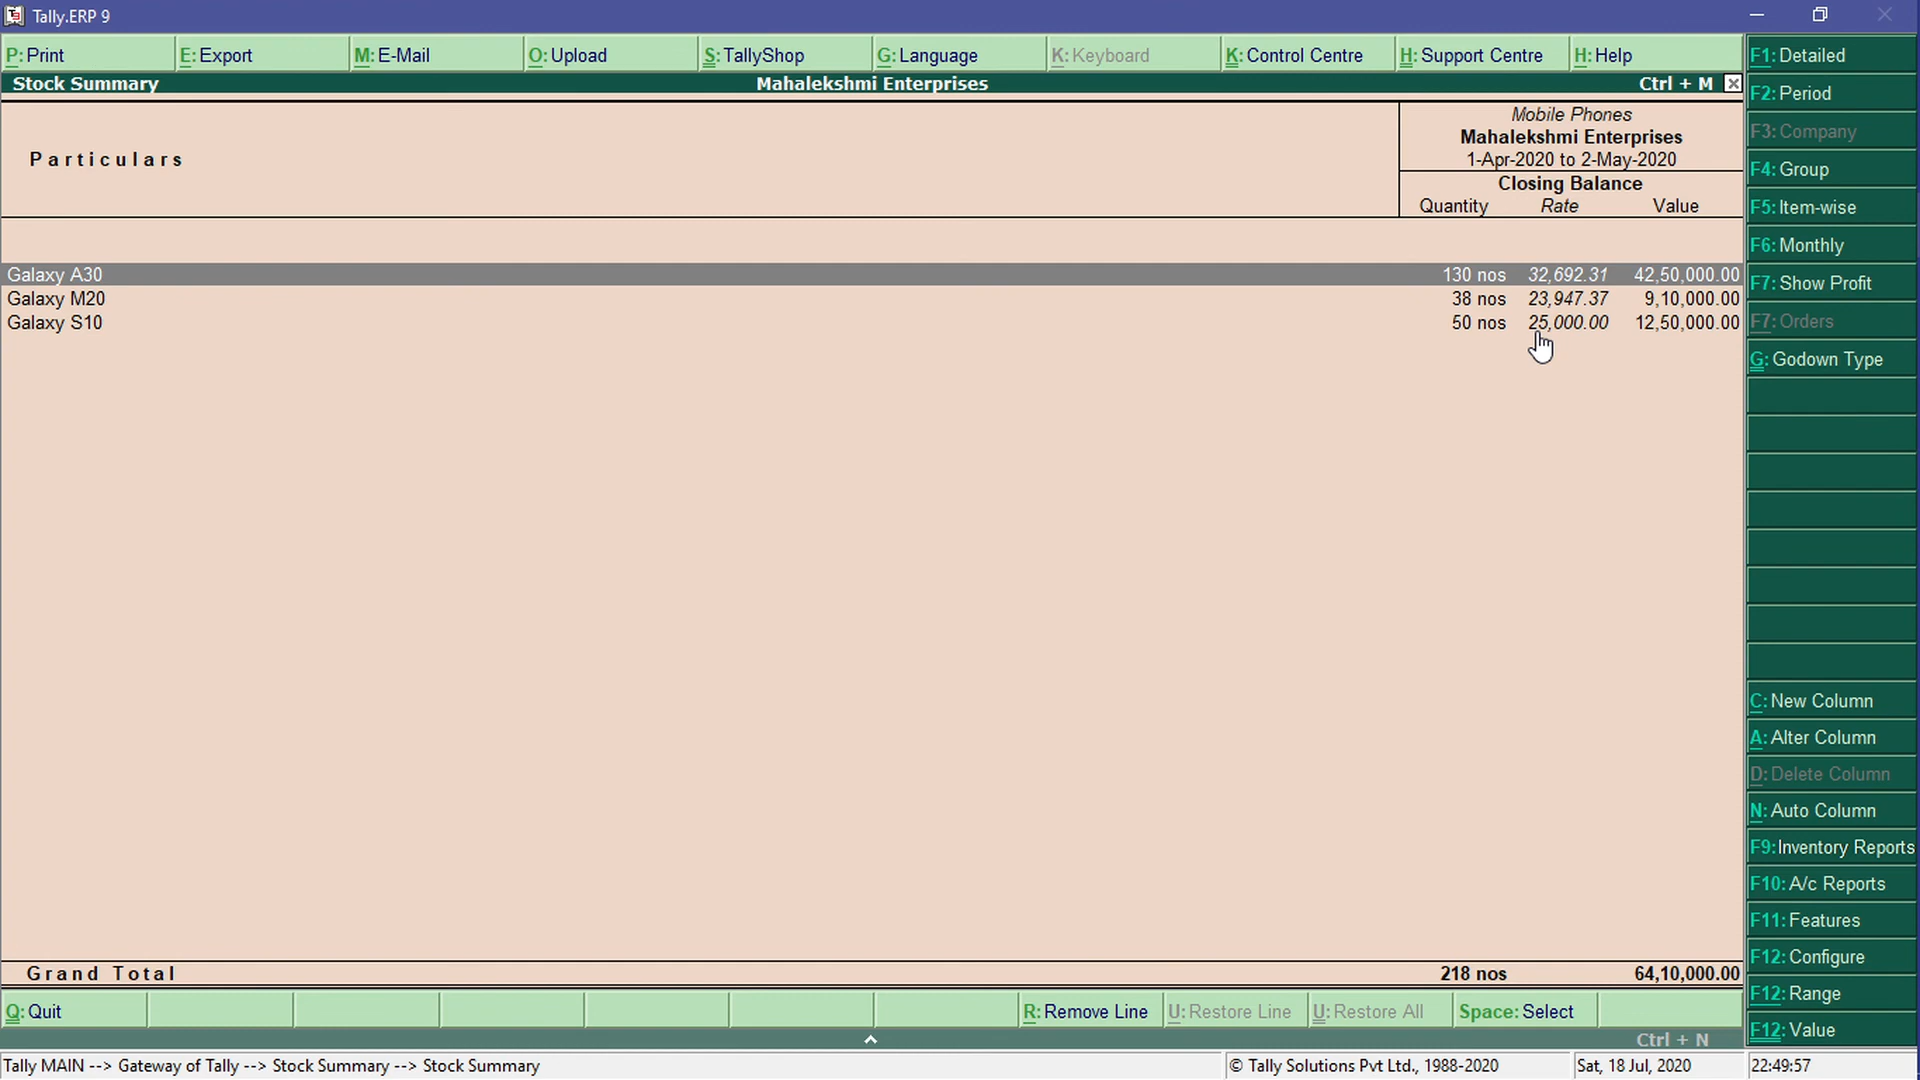 Tally.ERP 9
P: Print E: Export M: E-Mail O: Upload S: TallyShop G: Language K: Keyboard K: Control Centre H: Support Centre H: Help
Stock Summary Mahalekshmi Enterprises Ctrl + M
Particulars
Mobile Phones
Mahalekshmi Enterprises
1-Apr-2020 to 2-May-2020
Closing Balance
Quantity Rate Value
Galaxy A30 130 nos 32,692.31 42,50,000.00
Galaxy M20 38 nos 23,947.37 9,10,000.00
Galaxy S10 50 nos 25,000.00 12,50,000.00
Grand Total 218 nos 64,10,000.00
Q: Quit R: Remove Line U: Restore Line U: Restore All Space: Select
Ctrl + N
F1: Detailed
F2: Period
F3: Company
F4: Group
F5: Item-wise
F6: Monthly
F7: Show Profit
F7: Orders
G: Godown Type
C: New Column
A: Alter Column
D: Delete Column
N: Auto Column
F9: Inventory Reports
F10: A/c Reports
F11: Features
F12: Configure
F12: Range
F12: Value
Tally MAIN --> Gateway of Tally --> Stock Summary --> Stock Summary © Tally Solutions Pvt Ltd., 1988-2020 Sat, 18 Jul, 2020 22:49:57